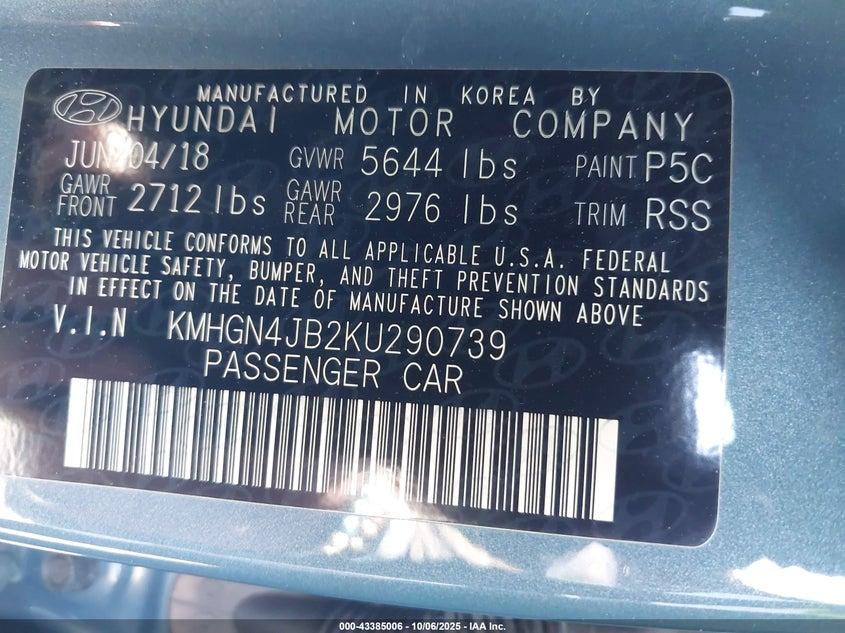 MANUFACTURED IN KOREA BY
HYUNDAI MOTOR COMPANY
JUN/04/18 GVWR 5644 lbs PAINT P5C
GAWR FRONT 2712 lbs GAWR REAR 2976 lbs TRIM RSS
THIS VEHICLE CONFORMS TO ALL APPLICABLE U.S.A. FEDERAL
MOTOR VEHICLE SAFETY, BUMPER, AND THEFT PREVENTION STANDARDS
IN EFFECT ON THE DATE OF MANUFACTURE SHOWN ABOVE
V.I.N KMHGN4JB2KU290739
PASSENGER CAR
000-43385006 - 10/06/2025 - IAA Inc.